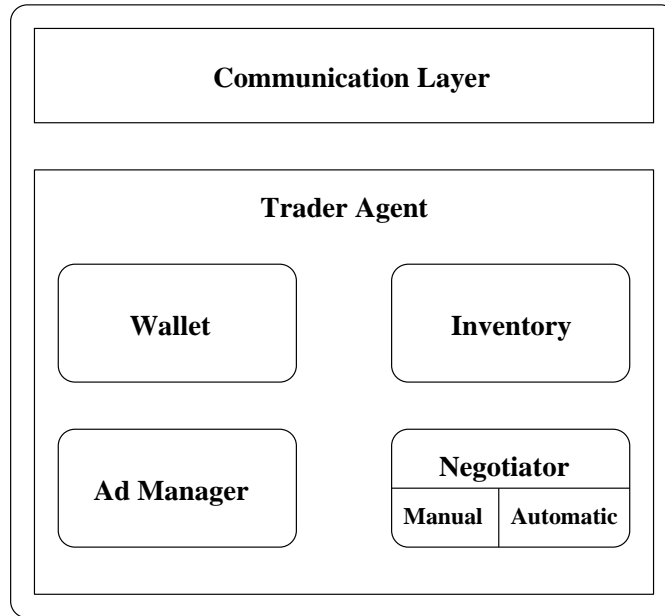 Communication Layer
Trader Agent
Wallet
Inventory
Ad Manager
Negotiator
Manual
Automatic